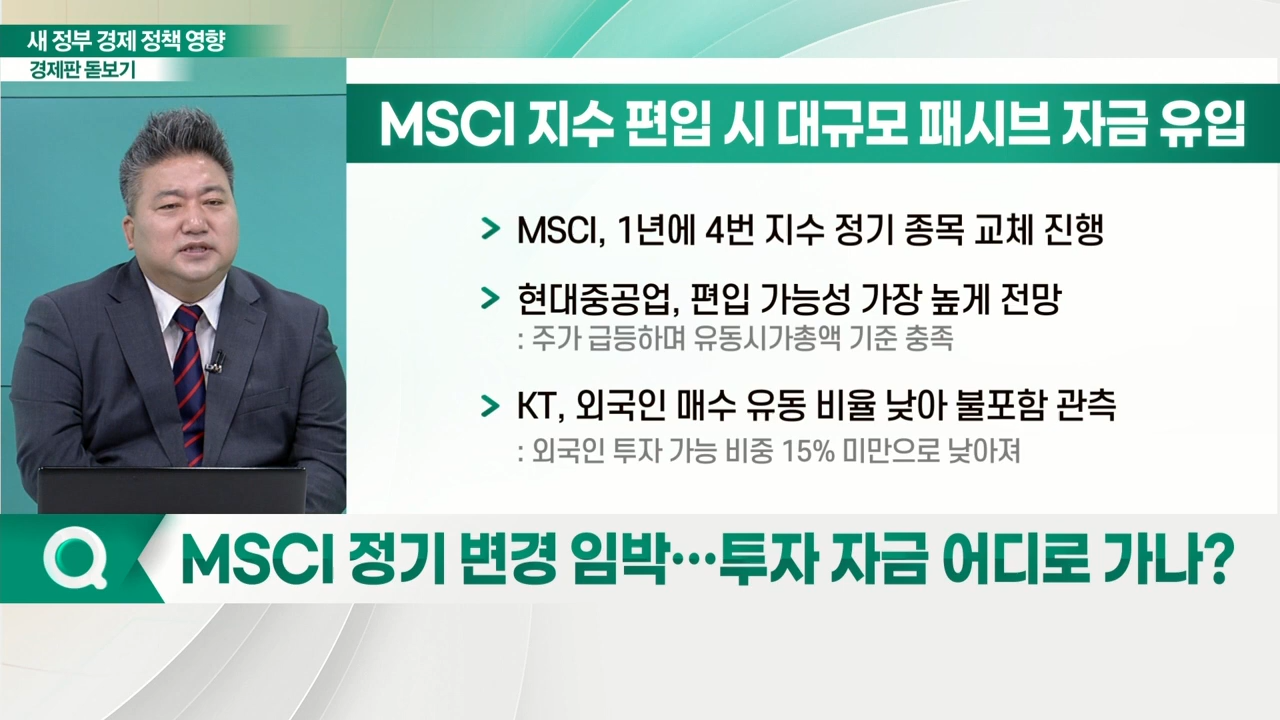 새 정부 경제 정책 영향
경제판 돋보기
MSCI 지수 편입 시 대규모 패시브 자금 유입
> MSCI, 1년에 4번 지수 정기 종목 교체 진행
> 현대중공업, 편입 가능성 가장 높게 전망
: 주가 급등하며 유동시가총액 기준 충족
> KT, 외국인 매수 유동 비율 낮아 불포함 관측
: 외국인 투자 가능 비중 15% 미만으로 낮아져
Q MSCI 정기 변경 임박…투자 자금 어디로 가나?